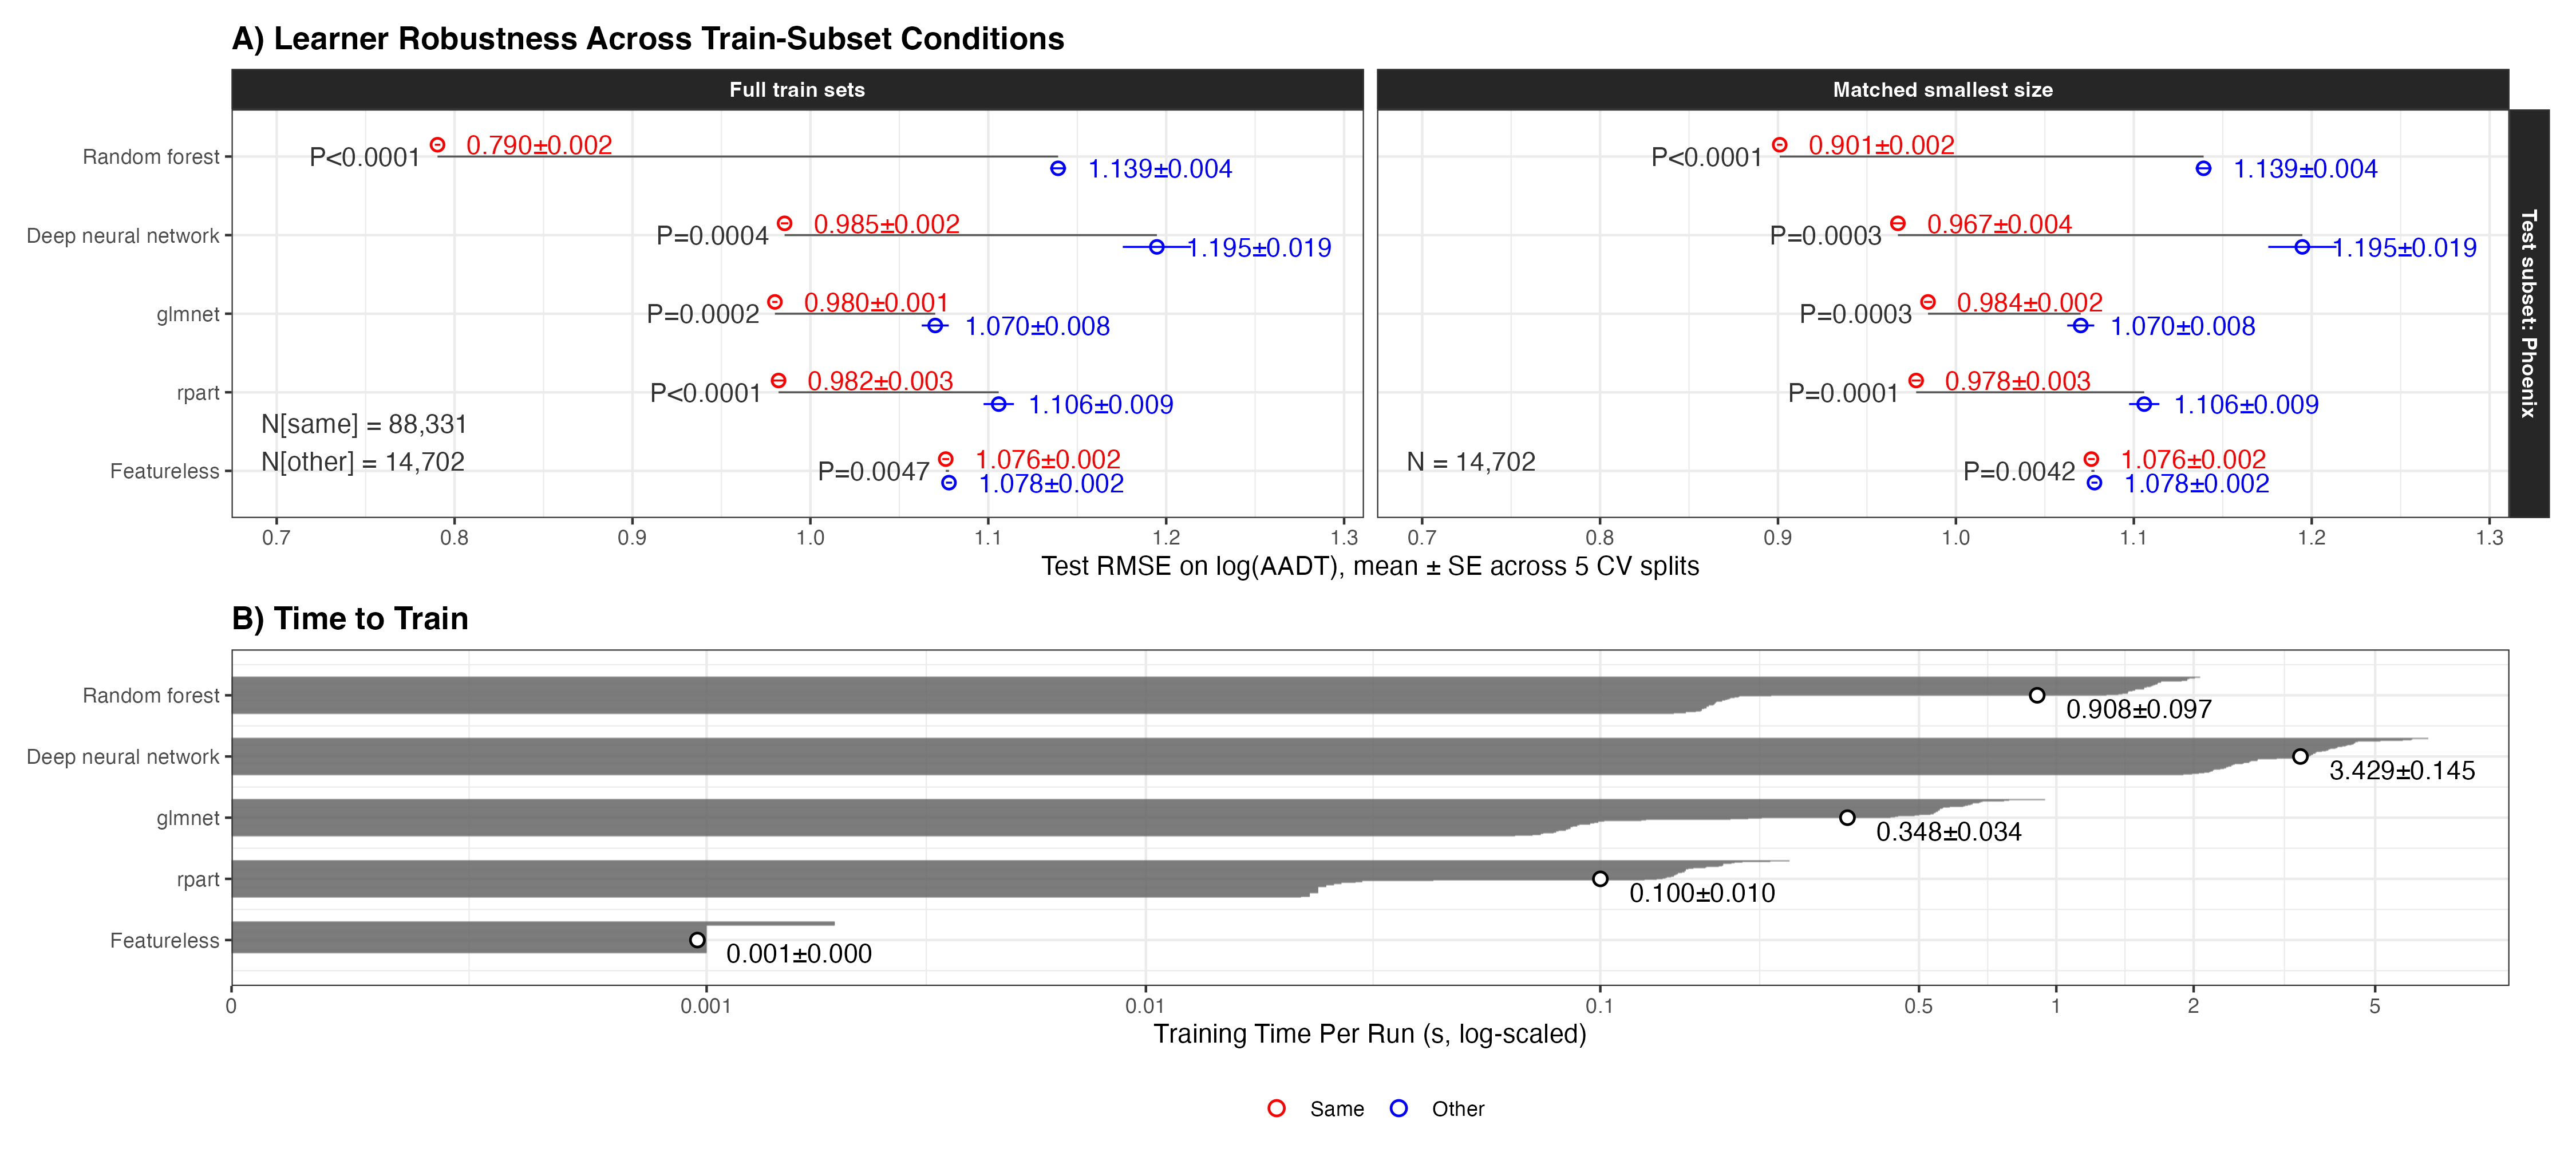 A) Learner Robustness Across Train-Subset Conditions
Full train sets
Matched smallest size
Test subset: Phoenix
Random forest
P<0.0001
0.790±0.002
1.139±0.004
P<0.0001
0.901±0.002
1.139±0.004
Deep neural network
P=0.0004
0.985±0.002
1.195±0.019
P=0.0003
0.967±0.004
1.195±0.019
glmnet
P=0.0002
0.980±0.001
1.070±0.008
P=0.0003
0.984±0.002
1.070±0.008
rpart
P<0.0001
0.982±0.003
1.106±0.009
P=0.0001
0.978±0.003
1.106±0.009
N[same] = 88,331
N[other] = 14,702
N = 14,702
Featureless
P=0.0047
1.076±0.002
1.078±0.002
P=0.0042
1.076±0.002
1.078±0.002
0.7 0.8 0.9 1.0 1.1 1.2 1.3
0.7 0.8 0.9 1.0 1.1 1.2 1.3
Test RMSE on log(AADT), mean ± SE across 5 CV splits
B) Time to Train
Random forest
0.908±0.097
Deep neural network
3.429±0.145
glmnet
0.348±0.034
rpart
0.100±0.010
Featureless
0.001±0.000
0 0.001 0.01 0.1 0.5 1 2 5
Training Time Per Run (s, log-scaled)
Same Other